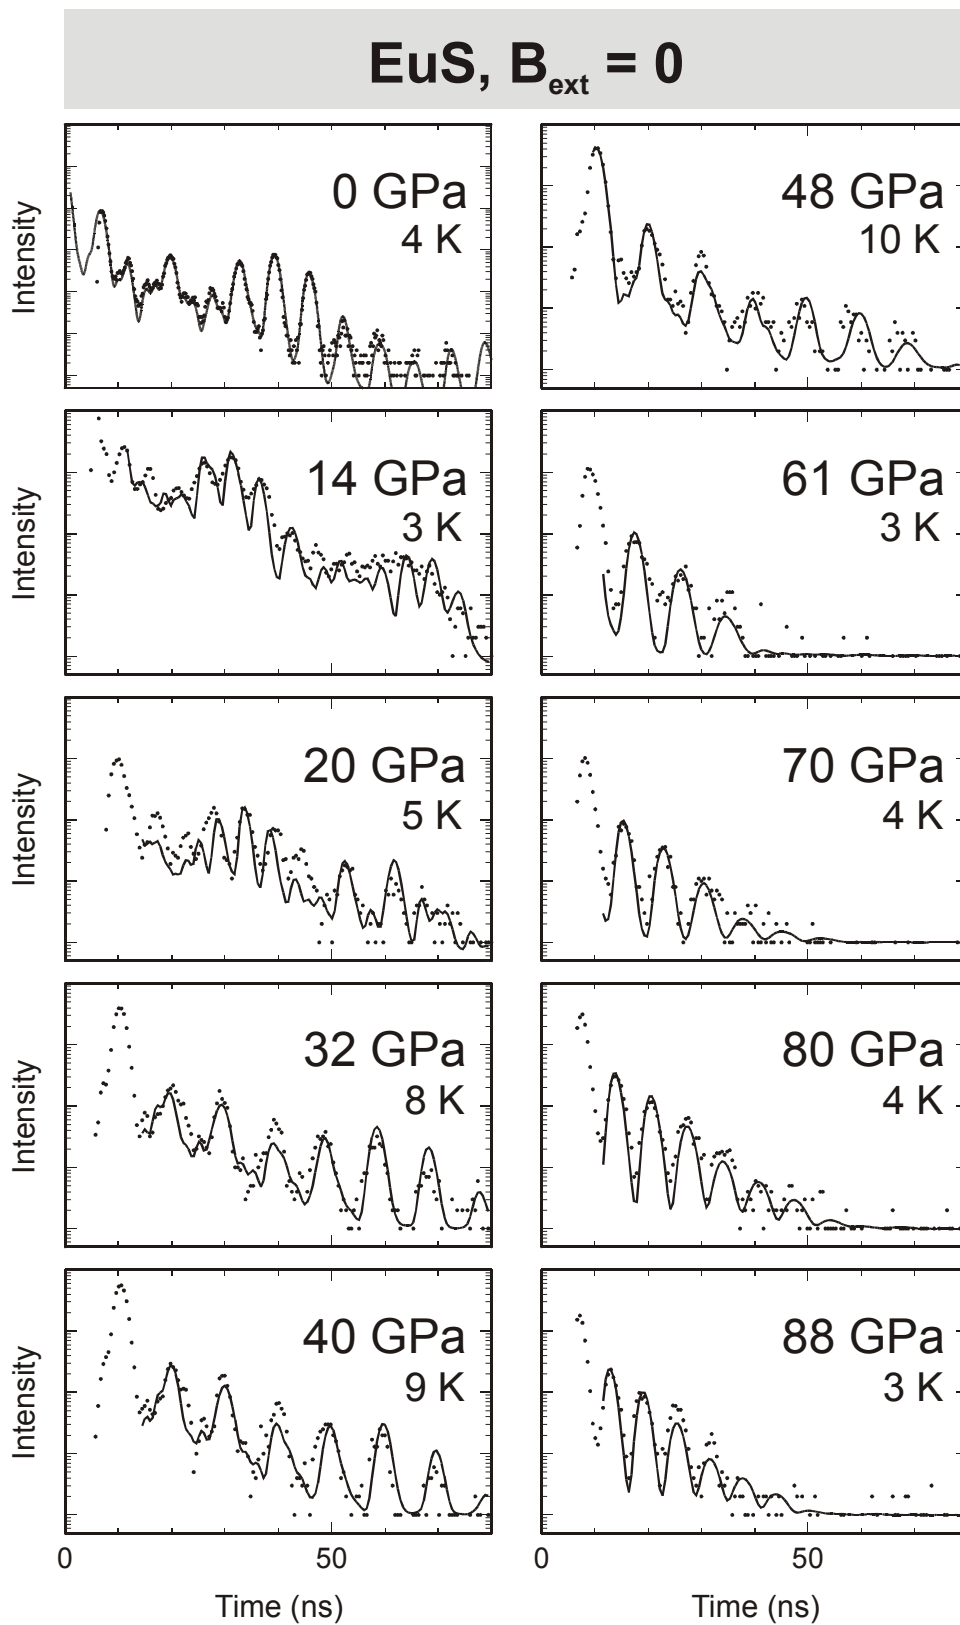 EuS, Bext = 0
Intensity
0 GPa
4 K
48 GPa
10 K
Intensity
14 GPa
3 K
61 GPa
3 K
Intensity
20 GPa
5 K
70 GPa
4 K
Intensity
32 GPa
8 K
80 GPa
4 K
Intensity
40 GPa
9 K
88 GPa
3 K
0
50
0
50
Time (ns)
Time (ns)